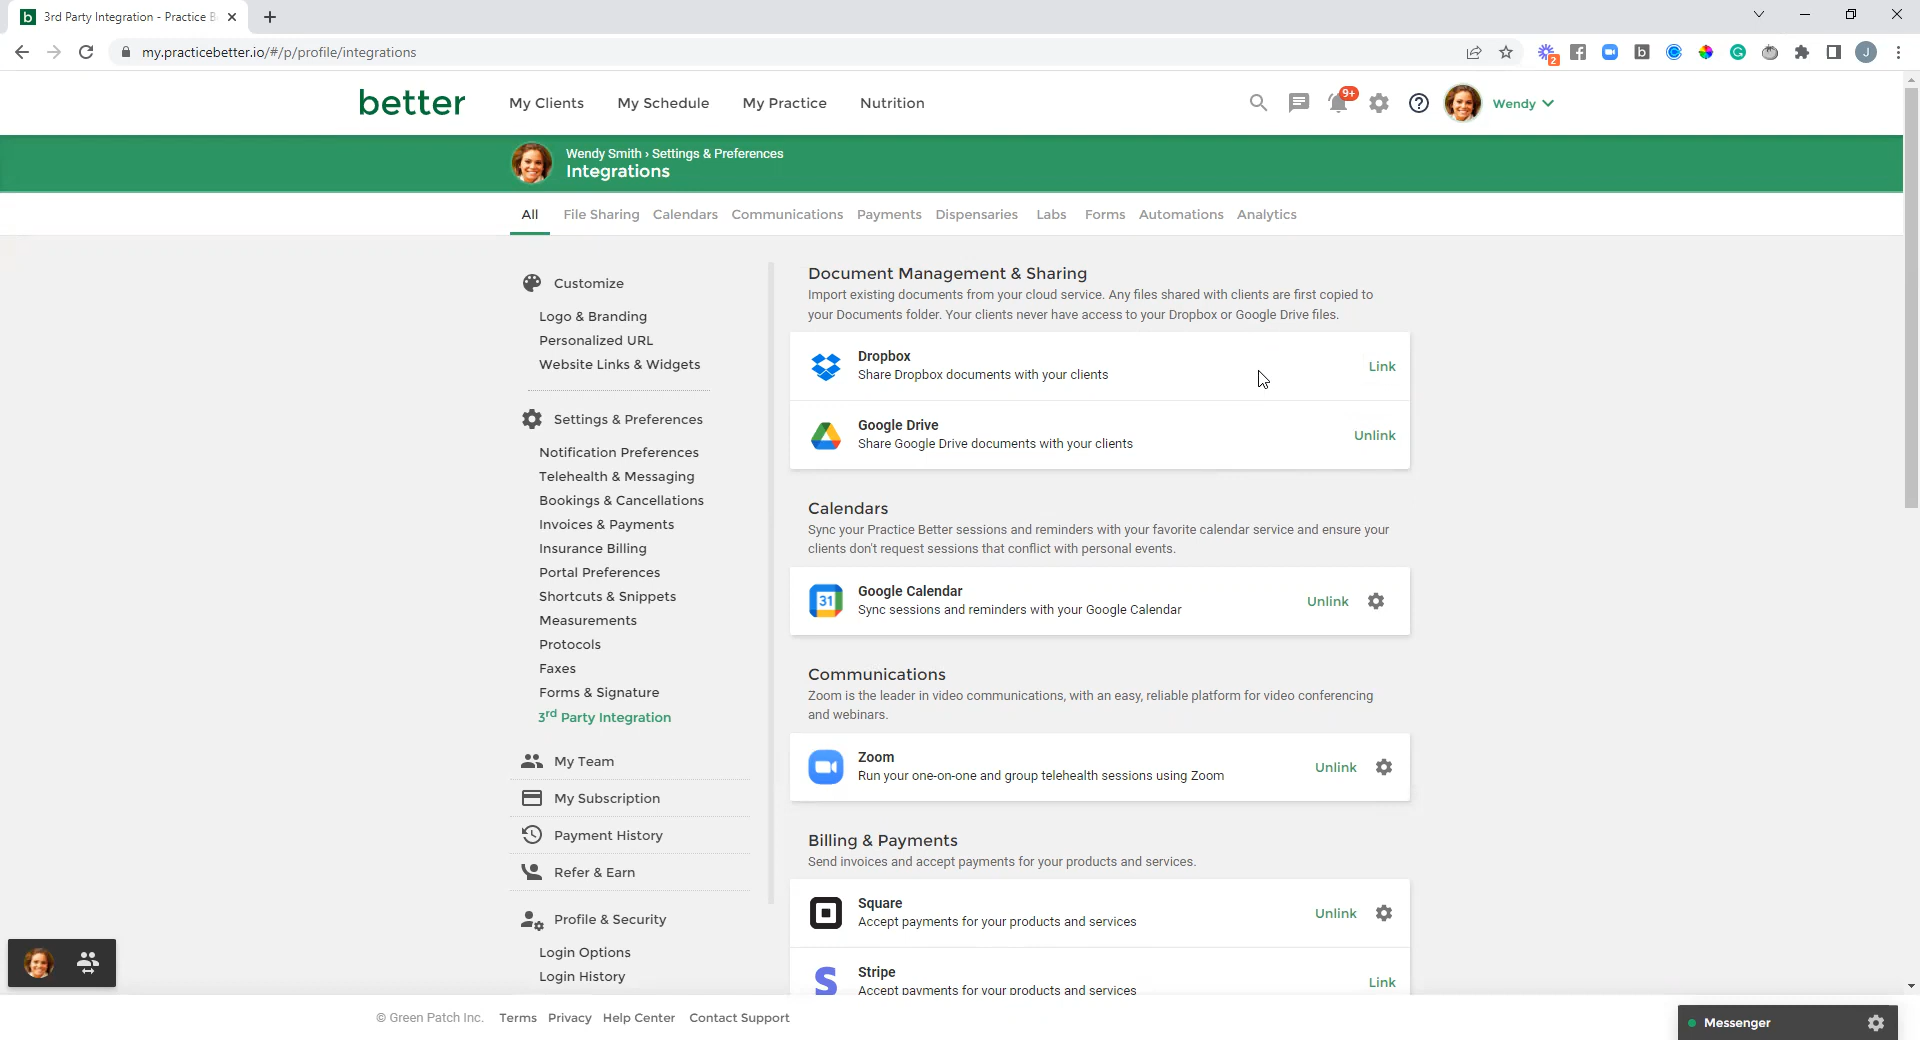 3rd Party Integration - Practice B
my.practicebetter.io/#/p/profile/integrations
2
J
better
My Clients
My Schedule
My Practice
Nutrition
9+
Wendy
Wendy Smith › Settings & Preferences
Integrations
All
File Sharing
Calendars
Communications
Payments
Dispensaries
Labs
Forms
Automations
Analytics
Customize
Logo & Branding
Personalized URL
Website Links & Widgets
Settings & Preferences
Notification Preferences
Telehealth & Messaging
Bookings & Cancellations
Invoices & Payments
Insurance Billing
Portal Preferences
Shortcuts & Snippets
Measurements
Protocols
Faxes
Forms & Signature
3rd Party Integration
My Team
My Subscription
Payment History
Refer & Earn
Profile & Security
Login Options
Login History
Document Management & Sharing
Import existing documents from your cloud service. Any files shared with clients are first copied to
your Documents folder. Your clients never have access to your Dropbox or Google Drive files.
Dropbox
Share Dropbox documents with your clients
Link
Google Drive
Share Google Drive documents with your clients
Unlink
Calendars
Sync your Practice Better sessions and reminders with your favorite calendar service and ensure your
clients don't request sessions that conflict with personal events.
31
Google Calendar
Sync sessions and reminders with your Google Calendar
Unlink
Communications
Zoom is the leader in video communications, with an easy, reliable platform for video conferencing
and webinars.
Zoom
Run your one-on-one and group telehealth sessions using Zoom
Unlink
Billing & Payments
Send invoices and accept payments for your products and services.
Square
Accept payments for your products and services
Unlink
Stripe
Accept payments for your products and services
Link
© Green Patch Inc.
Terms
Privacy
Help Center
Contact Support
Messenger